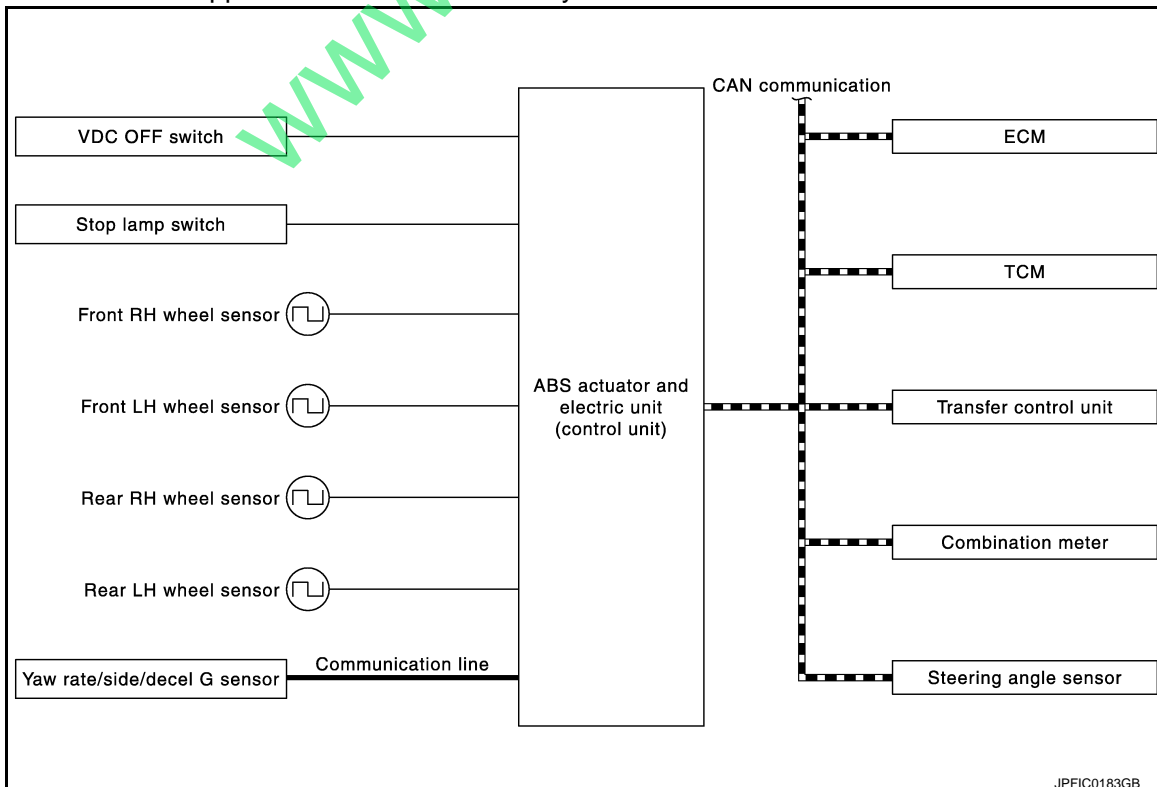 www
CAN communication
VDC OFF switch
ECM
Stop lamp switch
TCM
Front RH wheel sensor
Front LH wheel sensor
ABS actuator and
electric unit
(control unit)
Transfer control unit
Rear RH wheel sensor
Combination meter
Rear LH wheel sensor
Communication line
Yaw rate/side/decel G sensor
Steering angle sensor
JPFIC0183GB